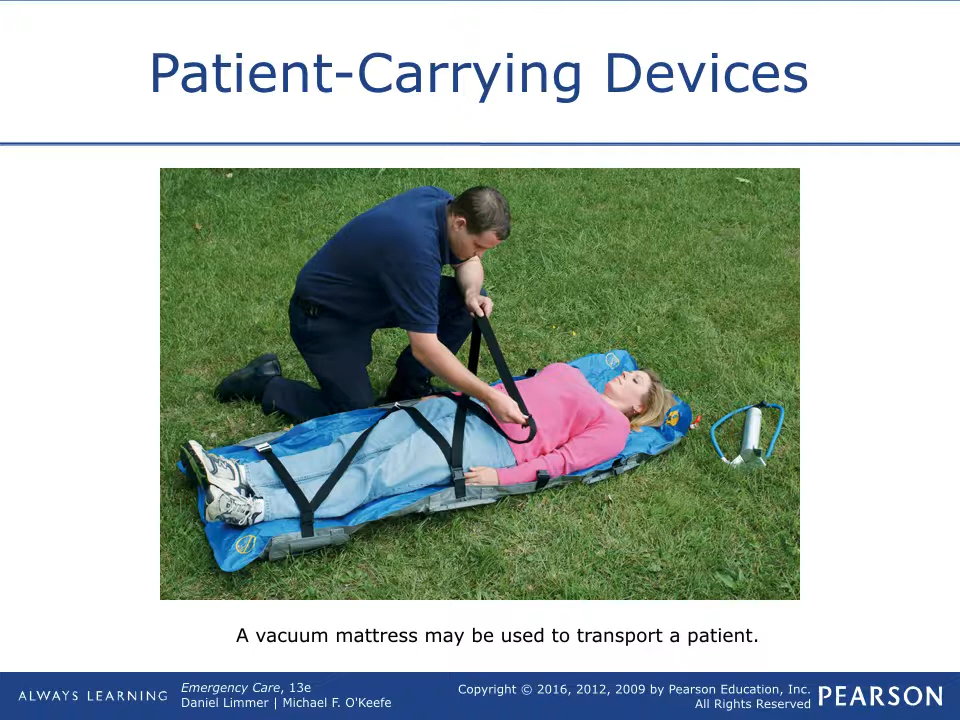 Patient-Carrying Devices
A vacuum mattress may be used to transport a patient.
ALWAYS LEARNING
Emergency Care, 13e
Daniel Limmer | Michael F. O'Keefe
Copyright © 2016, 2012, 2009 by Pearson Education, Inc.
All Rights Reserved
PEARSON